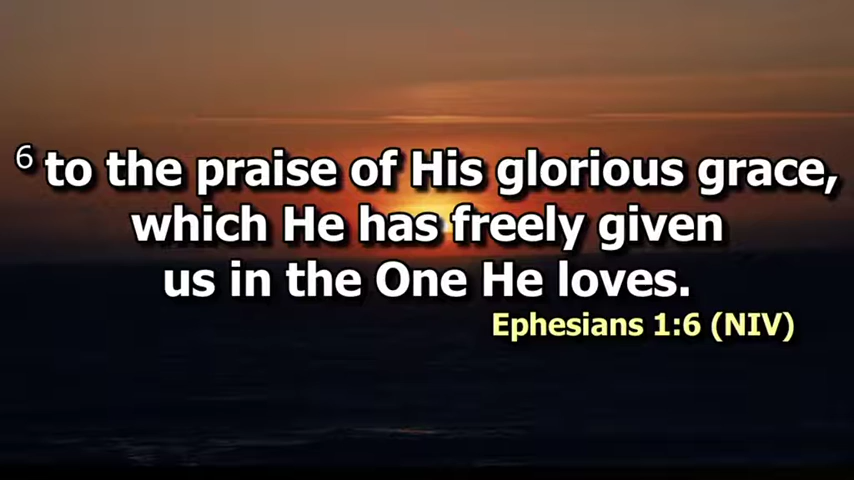 6 to the praise of His glorious grace,
which He has freely given
us in the One He loves.
Ephesians 1:6 (NIV)